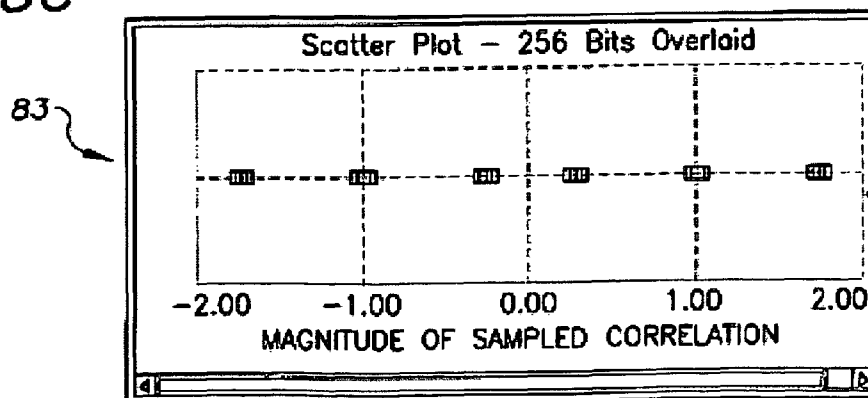 83
Scatter Plot - 256 Bits Overlaid
-2.00 -1.00 0.00 1.00 2.00
MAGNITUDE OF SAMPLED CORRELATION